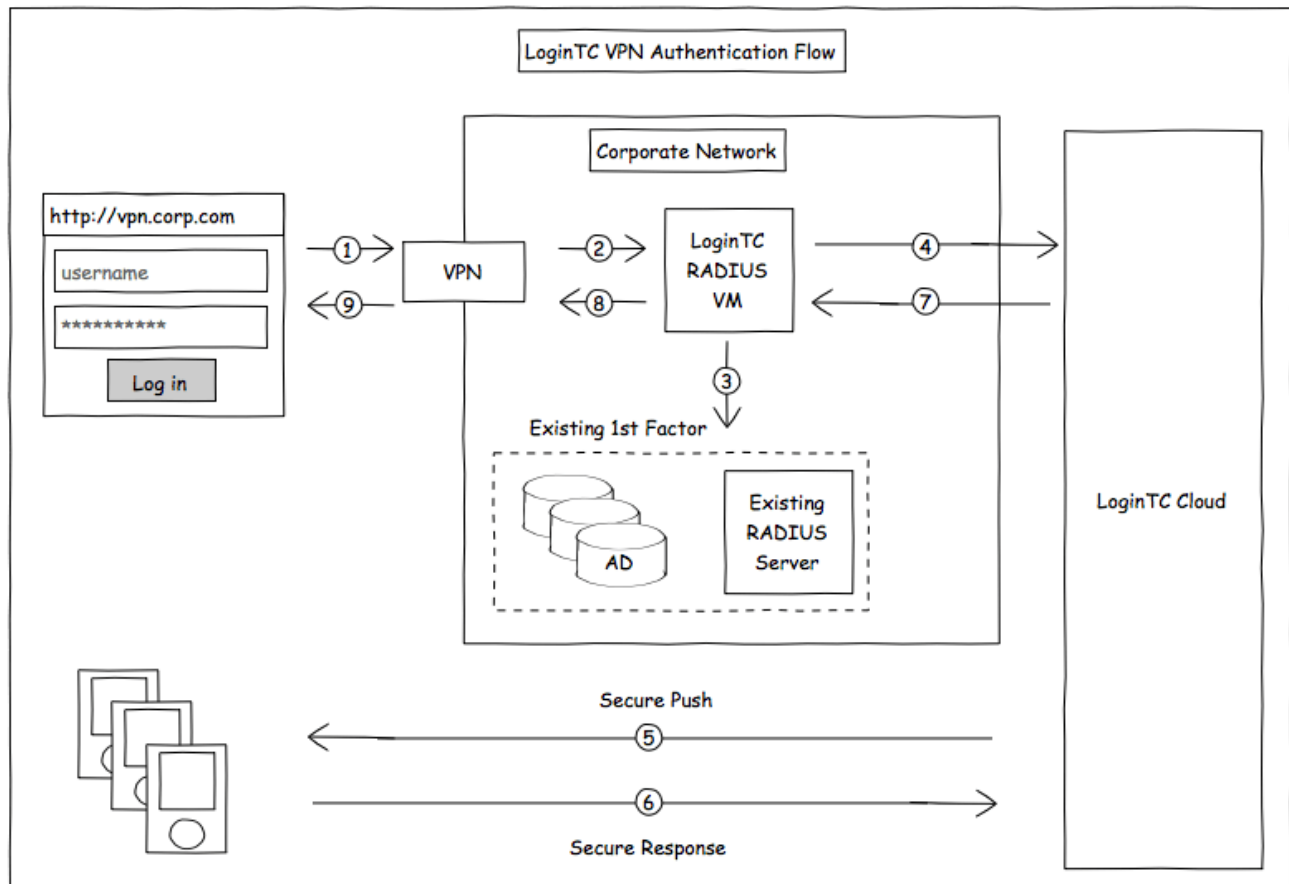 LoginTC VPN Authentication Flow
Corporate Network
http://vpn.corp.com
username
**********
Log in
1
9
VPN
2
8
LoginTC
RADIUS
VM
4
7
3
Existing 1st Factor
AD
Existing
RADIUS
Server
LoginTC Cloud
Secure Push
5
6
Secure Response